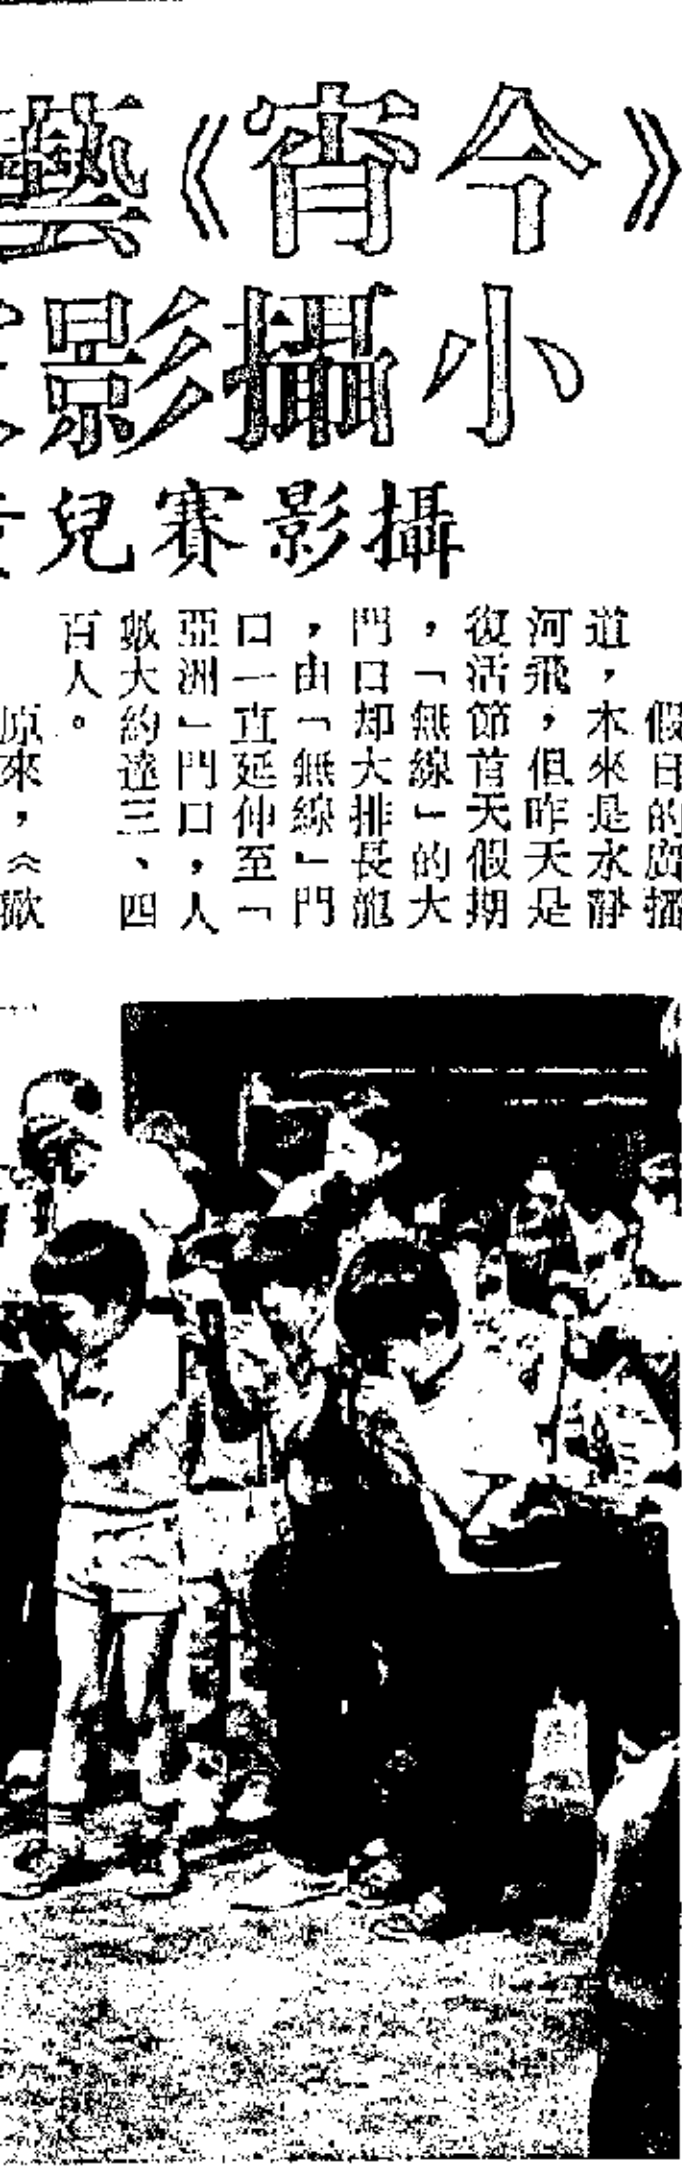 《今宵》藝
小攝影
攝影賽兒
假日的廣播
道，本來是水靜
河飛，但昨天是
復活節首天假期
，「無線」的大
門口却大排長龍
，由「無線」門
口一直延伸至「
亞洲」門口，人
數大約達三、四
百人。
原來，《歡